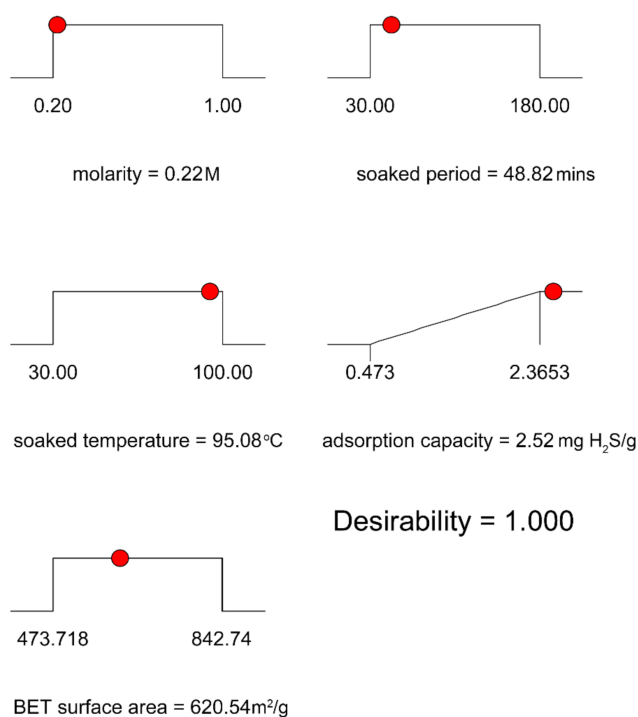 0.20 1.00
molarity = 0.22M
30.00 180.00
soaked period = 48.82 mins
30.00 100.00
soaked temperature = 95.08°C
0.473 2.3653
adsorption capacity = 2.52 mg H₂S/g
Desirability = 1.000
473.718 842.74
BET surface area = 620.54m²/g